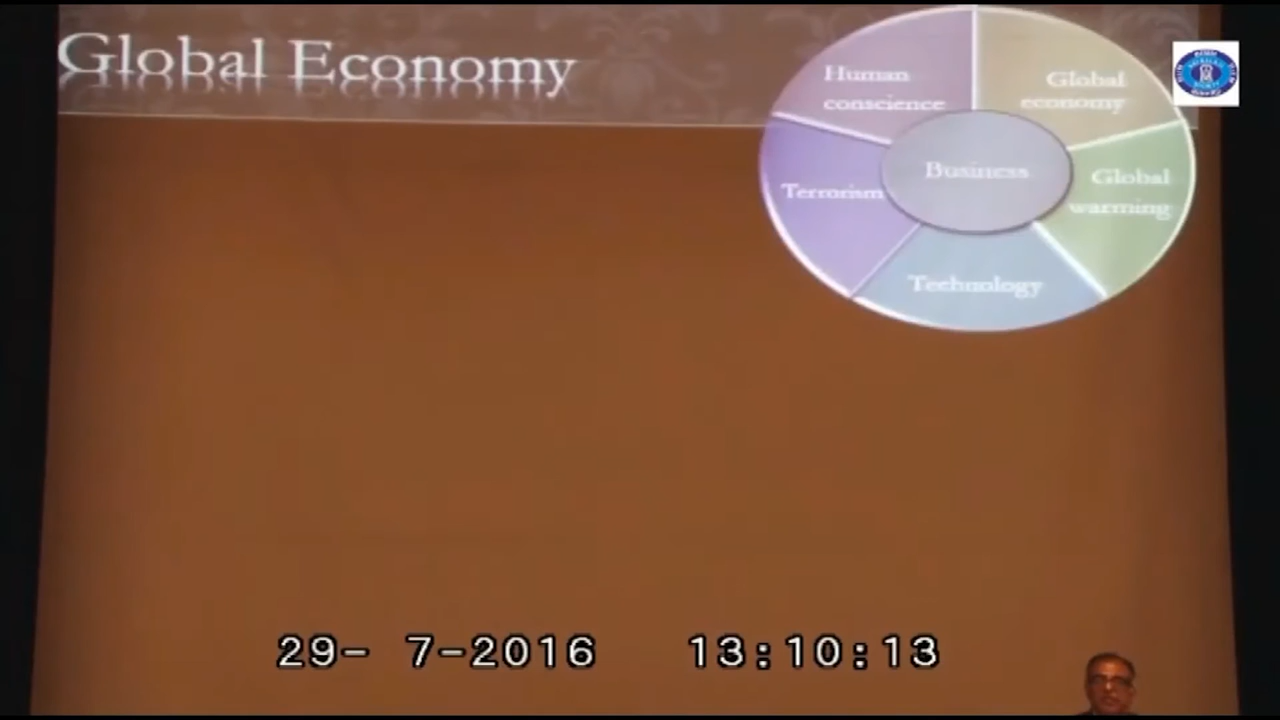 Global Economy
Human
conscience
Global
economy
Business
Terrorism
Global
warming
Technology
29- 7-2016 13:10:13